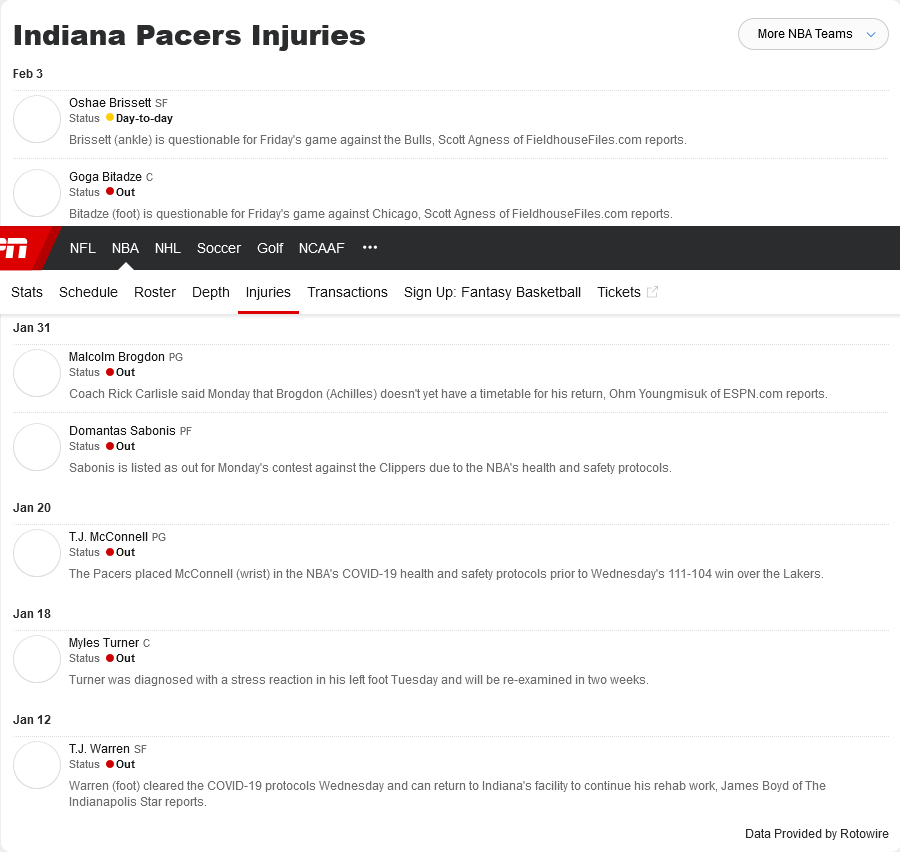 Indiana Pacers Injuries
More NBA Teams
Feb 3
Oshae Brissett SF
Status Day-to-day
Brissett (ankle) is questionable for Friday's game against the Bulls, Scott Agness of FieldhouseFiles.com reports.
Goga Bitadze C
Status Out
Bitadze (foot) is questionable for Friday's game against Chicago, Scott Agness of FieldhouseFiles.com reports.
NFL NBA NHL Soccer Golf NCAAF •••
Stats Schedule Roster Depth Injuries Transactions Sign Up: Fantasy Basketball Tickets
Jan 31
Malcolm Brogdon PG
Status Out
Coach Rick Carlisle said Monday that Brogdon (Achilles) doesn't yet have a timetable for his return, Ohm Youngmisuk of ESPN.com reports.
Domantas Sabonis PF
Status Out
Sabonis is listed as out for Monday's contest against the Clippers due to the NBA's health and safety protocols.
Jan 20
T.J. McConnell PG
Status Out
The Pacers placed McConnell (wrist) in the NBA's COVID-19 health and safety protocols prior to Wednesday's 111-104 win over the Lakers.
Jan 18
Myles Turner C
Status Out
Turner was diagnosed with a stress reaction in his left foot Tuesday and will be re-examined in two weeks.
Jan 12
T.J. Warren SF
Status Out
Warren (foot) cleared the COVID-19 protocols Wednesday and can return to Indiana's facility to continue his rehab work, James Boyd of The
Indianapolis Star reports.
Data Provided by Rotowire